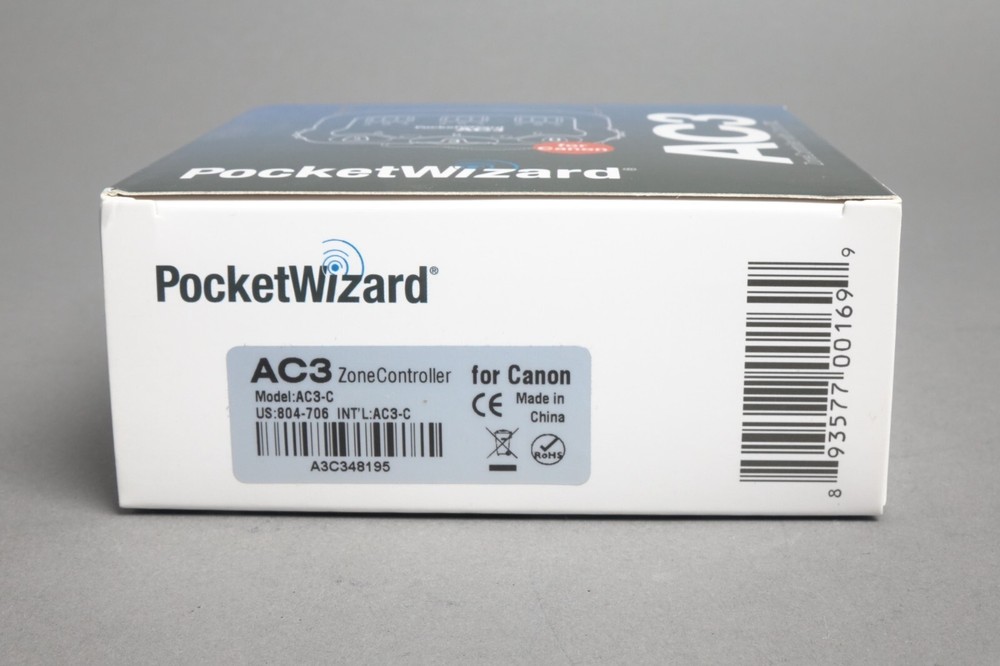 AC3
for
Canon
PocketWizard
PocketWizard®
AC3 ZoneController for Canon
Model:AC3-C
US:804-706 INT'L:AC3-C
Made in
China
CE
RoHS
A3C348195
8 93577 00169 9